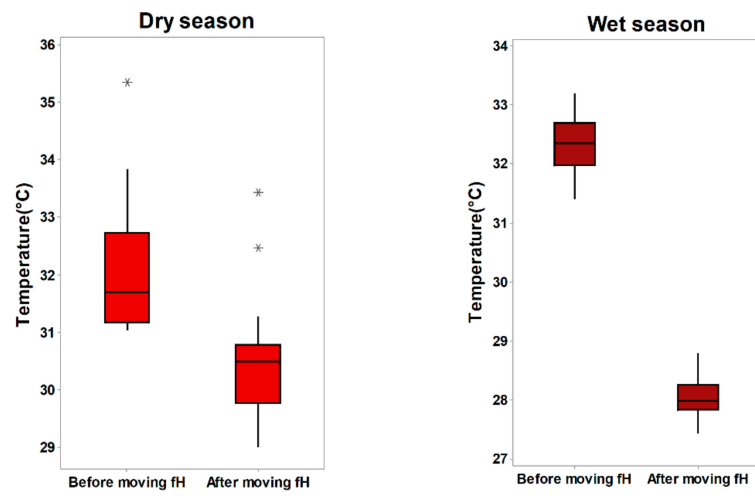 Dry season
Temperature(°C)
36
35
34
33
32
31
30
29
Before moving fH
After moving fH
Wet season
Temperature(°C)
34
33
32
31
30
29
28
27
Before moving fH
After moving fH